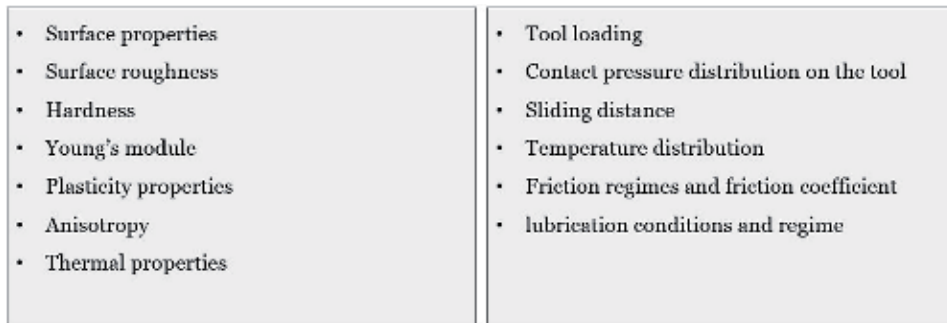 • Surface properties
• Surface roughness
• Hardness
• Young's module
• Plasticity properties
• Anisotropy
• Thermal properties
• Tool loading
• Contact pressure distribution on the tool
• Sliding distance
• Temperature distribution
• Friction regimes and friction coefficient
• lubrication conditions and regime